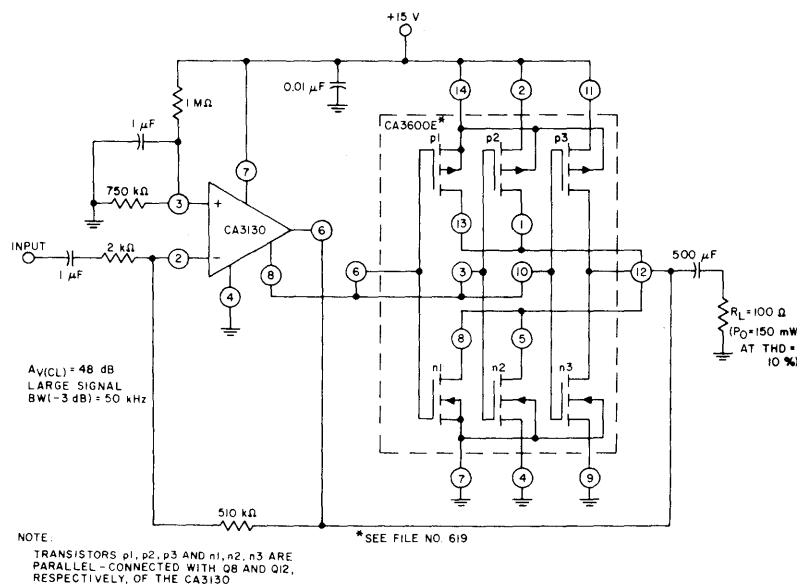 +15 V
0.01 µF
1 MΩ
1 µF
750 kΩ
3
+
7
CA3130
6
INPUT
1 µF
2 kΩ
2
−
8
4
CA3600E*
14
2
11
p1
p2
p3
13
1
6
3
10
12
500 µF
RL=100 Ω
(PO=150 mW
AT THD=
10 %)
8
5
n1
n2
n3
7
4
9
AV(CL) = 48 dB
LARGE SIGNAL
BW(-3 dB) = 50 kHz
510 kΩ
*SEE FILE NO. 619
NOTE:
TRANSISTORS p1, p2, p3 AND n1, n2, n3 ARE
PARALLEL-CONNECTED WITH Q8 AND Q12,
RESPECTIVELY, OF THE CA3130